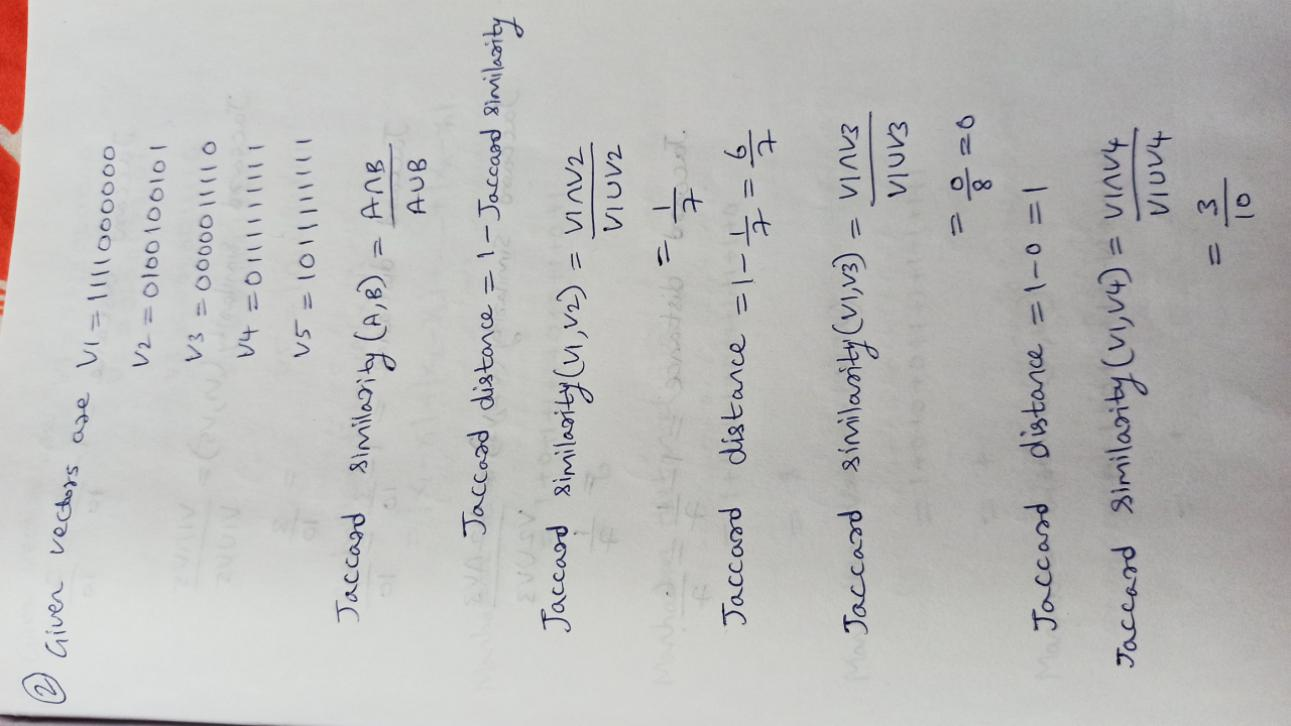 ② Given vectors are V1 = 1111000000
V2 = 0100100101
V3 = 0000011110
V4 = 0111111111
V5 = 1011111111
Jaccard similarity (A,B) = A∩B
A∪B
Jaccard distance = 1 - Jaccard similarity
Jaccard similarity (V1, V2) = V1∩V2
V1∪V2
= 1/7
Jaccard distance = 1 - 1/7 = 6/7
Jaccard similarity (V1, V3) = V1∩V3
V1∪V3
= 0/8 = 0
Jaccard distance = 1 - 0 = 1
Jaccard similarity (V1, V4) = V1∩V4
V1∪V4
= 3/10